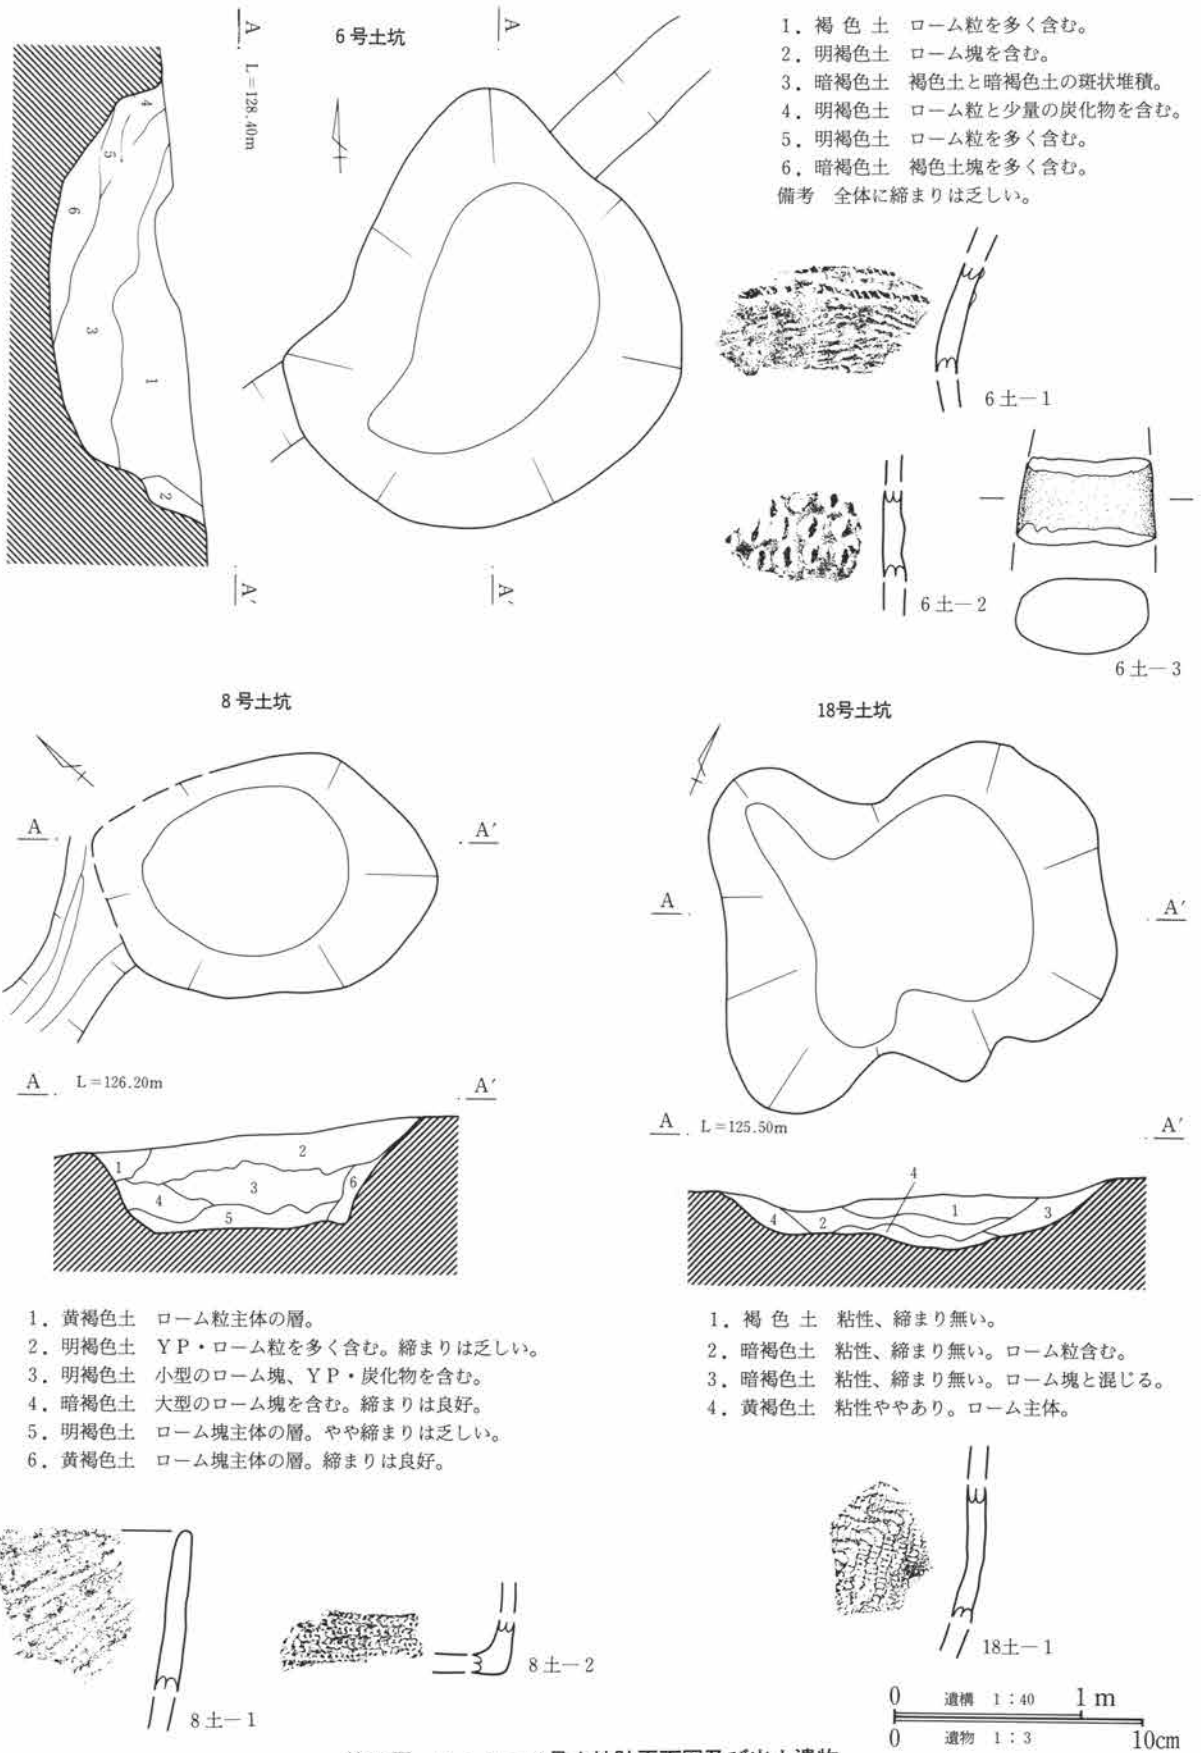 6号土坑
A
A
L=128.40m
4
5
6
3
1
2
A′
A′
1．褐色土　ローム粒を多く含む。
2．明褐色土　ローム塊を含む。
3．暗褐色土　褐色土と暗褐色土の斑状堆積。
4．明褐色土　ローム粒と少量の炭化物を含む。
5．明褐色土　ローム粒を多く含む。
6．暗褐色土　褐色土塊を多く含む。
備考　全体に締まりは乏しい。
6土―1
6土―2
6土―3
8号土坑
A
A′
A
L=126.20m
A′
1
2
3
4
5
6
1．黄褐色土　ローム粒主体の層。
2．明褐色土　YP・ローム粒を多く含む。締まりは乏しい。
3．明褐色土　小型のローム塊、YP・炭化物を含む。
4．暗褐色土　大型のローム塊を含む。締まりは良好。
5．明褐色土　ローム塊主体の層。やや締まりは乏しい。
6．黄褐色土　ローム塊主体の層。締まりは良好。
8土―1
8土―2
18号土坑
A
A′
A
L=125.50m
A′
4
4
2
1
3
1．褐色土　粘性、締まり無い。
2．暗褐色土　粘性、締まり無い。ローム粒含む。
3．暗褐色土　粘性、締まり無い。ローム塊と混じる。
4．黄褐色土　粘性ややあり。ローム主体。
18土―1
0　遺構　1：40　1m
0　遺物　1：3　10cm